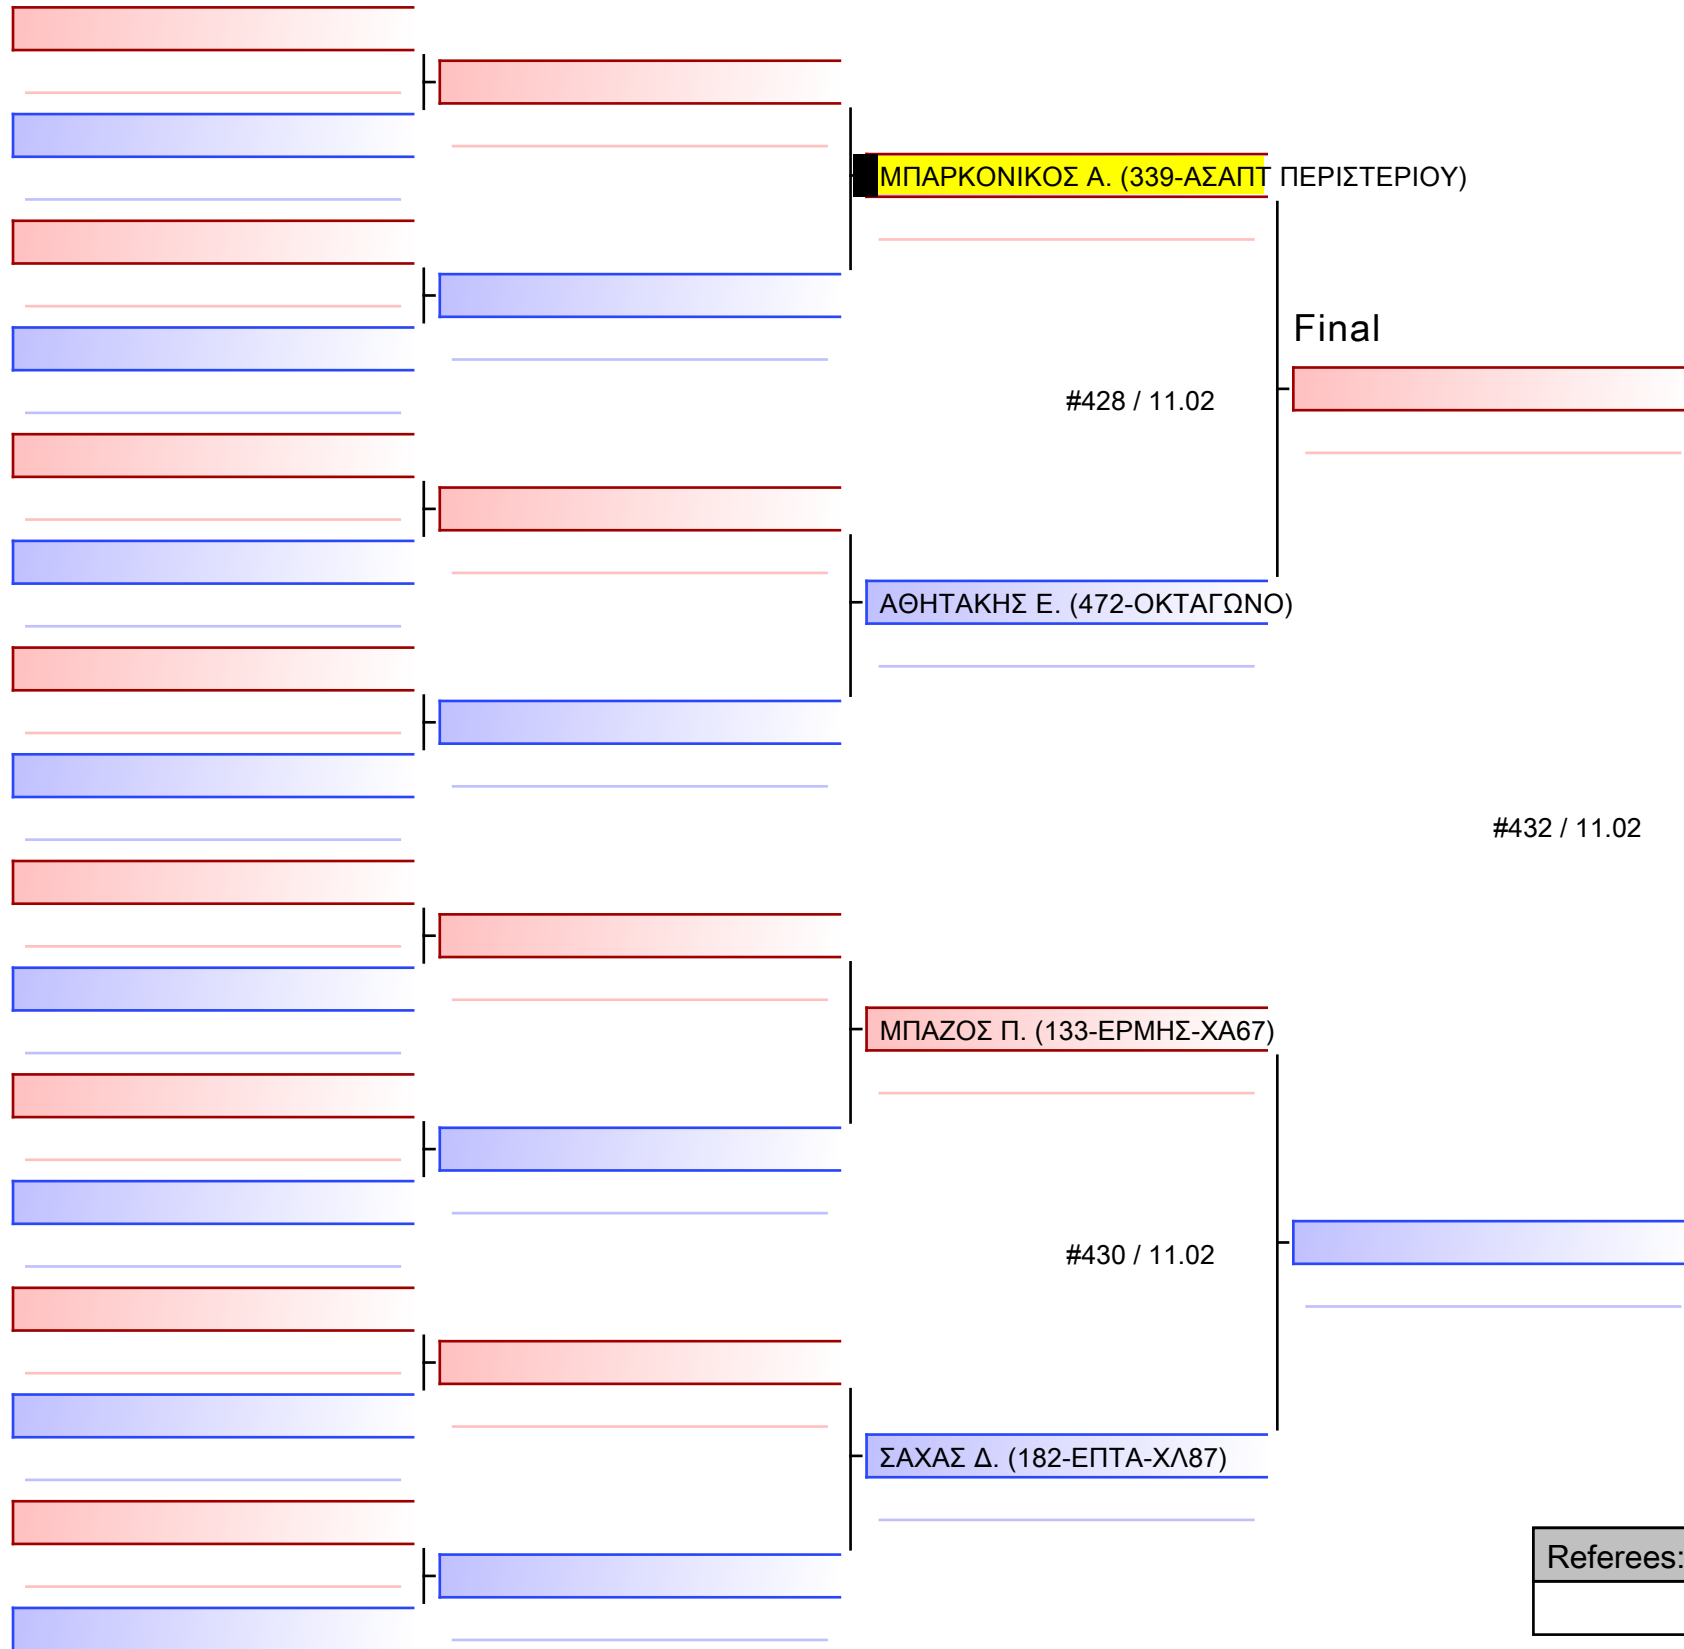 ΜΠΑΡΚΟΝΙΚΟΣ Α. (339-ΑΣΑΠΤ ΠΕΡΙΣΤΕΡΙΟΥ)
Final
#428 / 11.02
ΑΘΗΤΑΚΗΣ Ε. (472-ΟΚΤΑΓΩΝΟ)
#432 / 11.02
ΜΠΑΖΟΣ Π. (133-ΕΡΜΗΣ-ΧΑ67)
#430 / 11.02
ΣΑΧΑΣ Δ. (182-ΕΠΤΑ-ΧΛ87)
Referees: